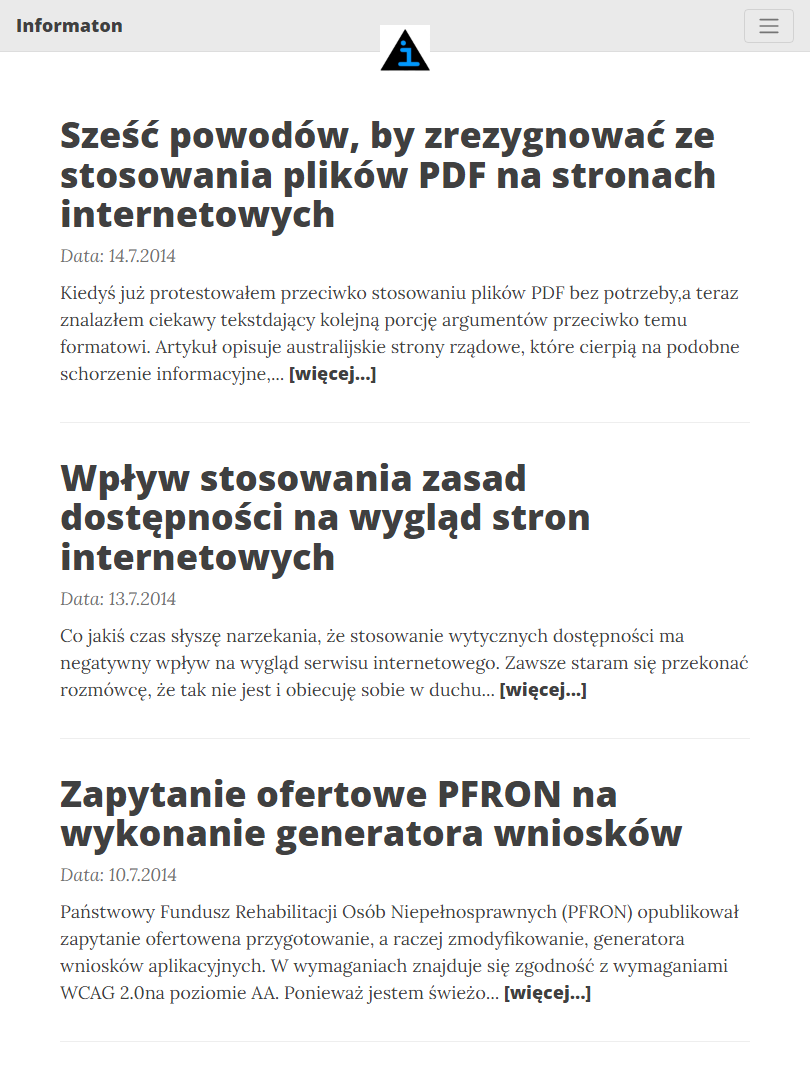 Informaton
i
Sześć powodów, by zrezygnować ze
stosowania plików PDF na stronach
internetowych
Data: 14.7.2014
Kiedyś już protestowałem przeciwko stosowaniu plików PDF bez potrzeby,a teraz
znalazłem ciekawy tekstdający kolejną porcję argumentów przeciwko temu
formatowi. Artykuł opisuje australijskie strony rządowe, które cierpią na podobne
schorzenie informacyjne,... [więcej...]
Wpływ stosowania zasad
dostępności na wygląd stron
internetowych
Data: 13.7.2014
Co jakiś czas słyszę narzekania, że stosowanie wytycznych dostępności ma
negatywny wpływ na wygląd serwisu internetowego. Zawsze staram się przekonać
rozmówcę, że tak nie jest i obiecuję sobie w duchu... [więcej...]
Zapytanie ofertowe PFRON na
wykonanie generatora wniosków
Data: 10.7.2014
Państwowy Fundusz Rehabilitacji Osób Niepełnosprawnych (PFRON) opublikował
zapytanie ofertowena przygotowanie, a raczej zmodyfikowanie, generatora
wniosków aplikacyjnych. W wymaganiach znajduje się zgodność z wymaganiami
WCAG 2.0na poziomie AA. Ponieważ jestem świeżo... [więcej...]